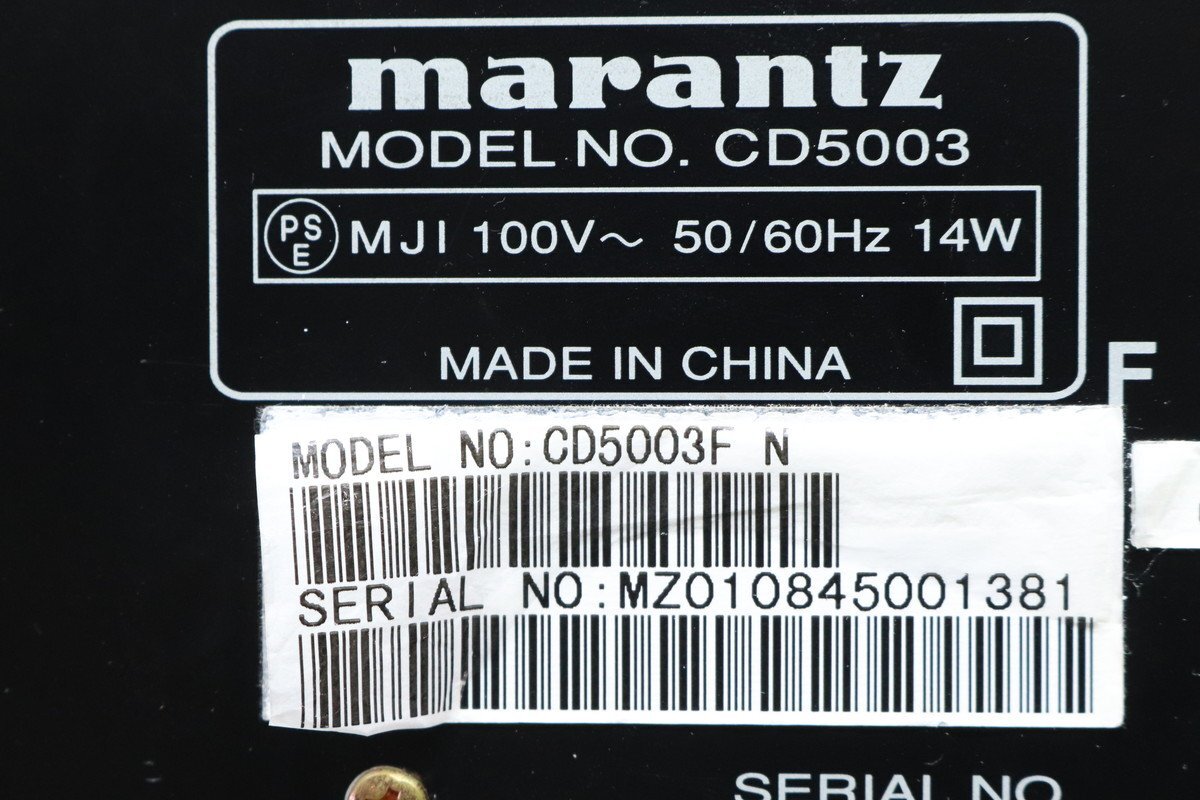 marantz
MODEL NO. CD5003
PSE MJI 100V～ 50/60Hz 14W
MADE IN CHINA
F
MODEL NO:CD5003F N
SERIAL NO:MZ010845001381
SERIAL NO